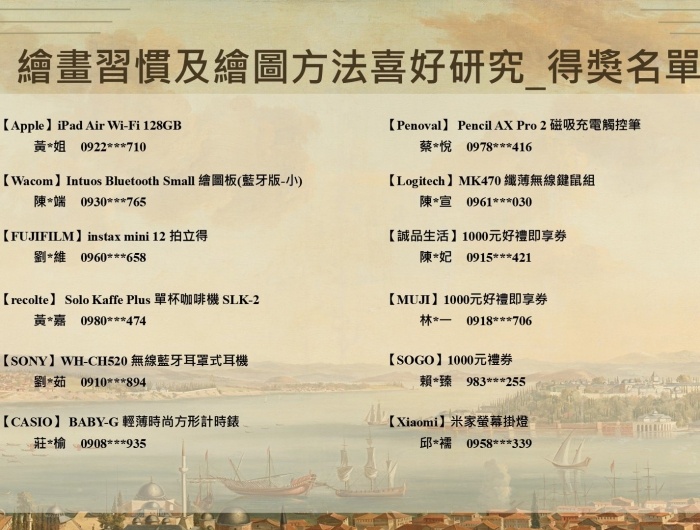 繪畫習慣及繪圖方法喜好研究_得獎名單
【Apple】iPad Air Wi-Fi 128GB
黃*姐 0922***710
【Wacom】Intuos Bluetooth Small 繪圖板(藍牙版-小)
陳*端 0930***765
【FUJIFILM】instax mini 12 拍立得
劉*維 0960***658
【recolte】 Solo Kaffe Plus 單杯咖啡機 SLK-2
黃*嘉 0980***474
【SONY】WH-CH520 無線藍牙耳罩式耳機
劉*茹 0910***894
【CASIO】 BABY-G 輕薄時尚方形計時錶
莊*榆 0908***935
【Penoval】 Pencil AX Pro 2 磁吸充電觸控筆
蔡*悅 0978***416
【Logitech】MK470 纖薄無線鍵鼠組
陳*宣 0961***030
【誠品生活】1000元好禮即享券
陳*妃 0915***421
【MUJI】1000元好禮即享券
林*一 0918***706
【SOGO】1000元禮券
賴*臻 983***255
【Xiaomi】米家螢幕掛燈
邱*襦 0958***339